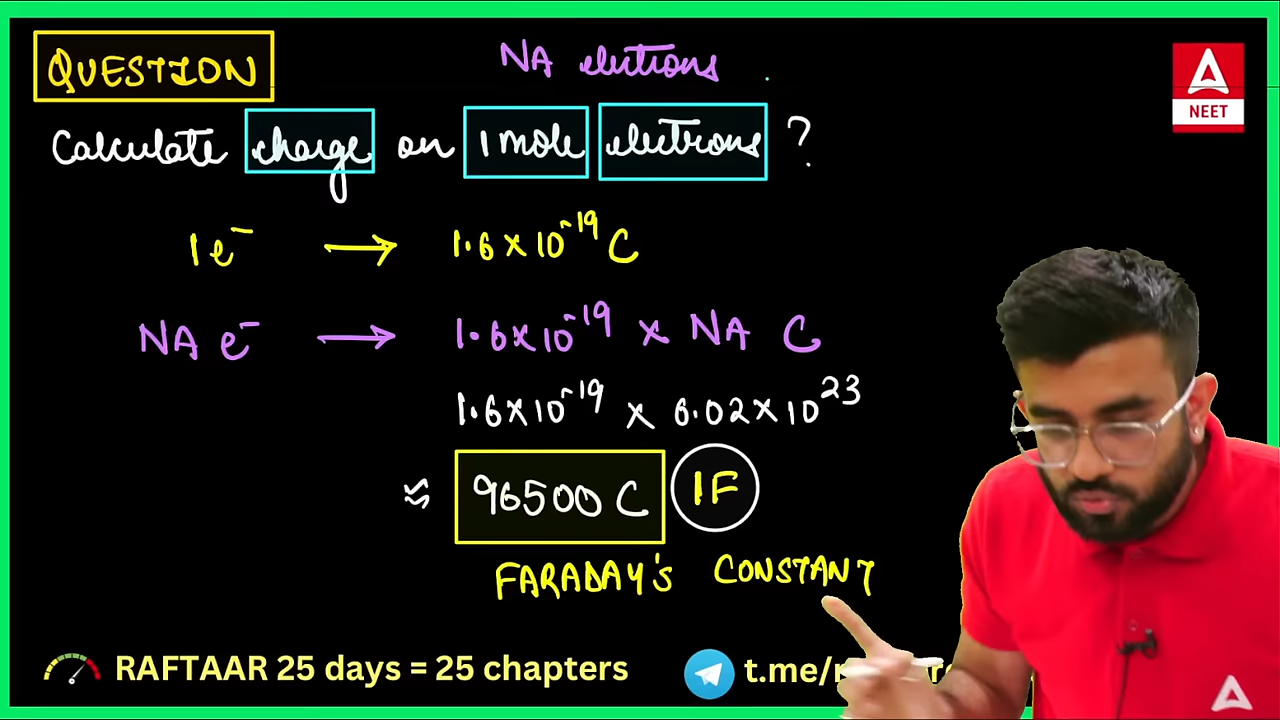 NA electrons
QUESTION
NEET
Calculate charge on 1 mole electrons ?
1e⁻ → 1.6×10⁻¹⁹ C
NA e⁻ → 1.6×10⁻¹⁹ × NA C
1.6×10⁻¹⁹ × 6.02×10²³
≈ 96500 C 1F
FARADAY'S CONSTANT
RAFTAAR 25 days = 25 chapters
t.me/